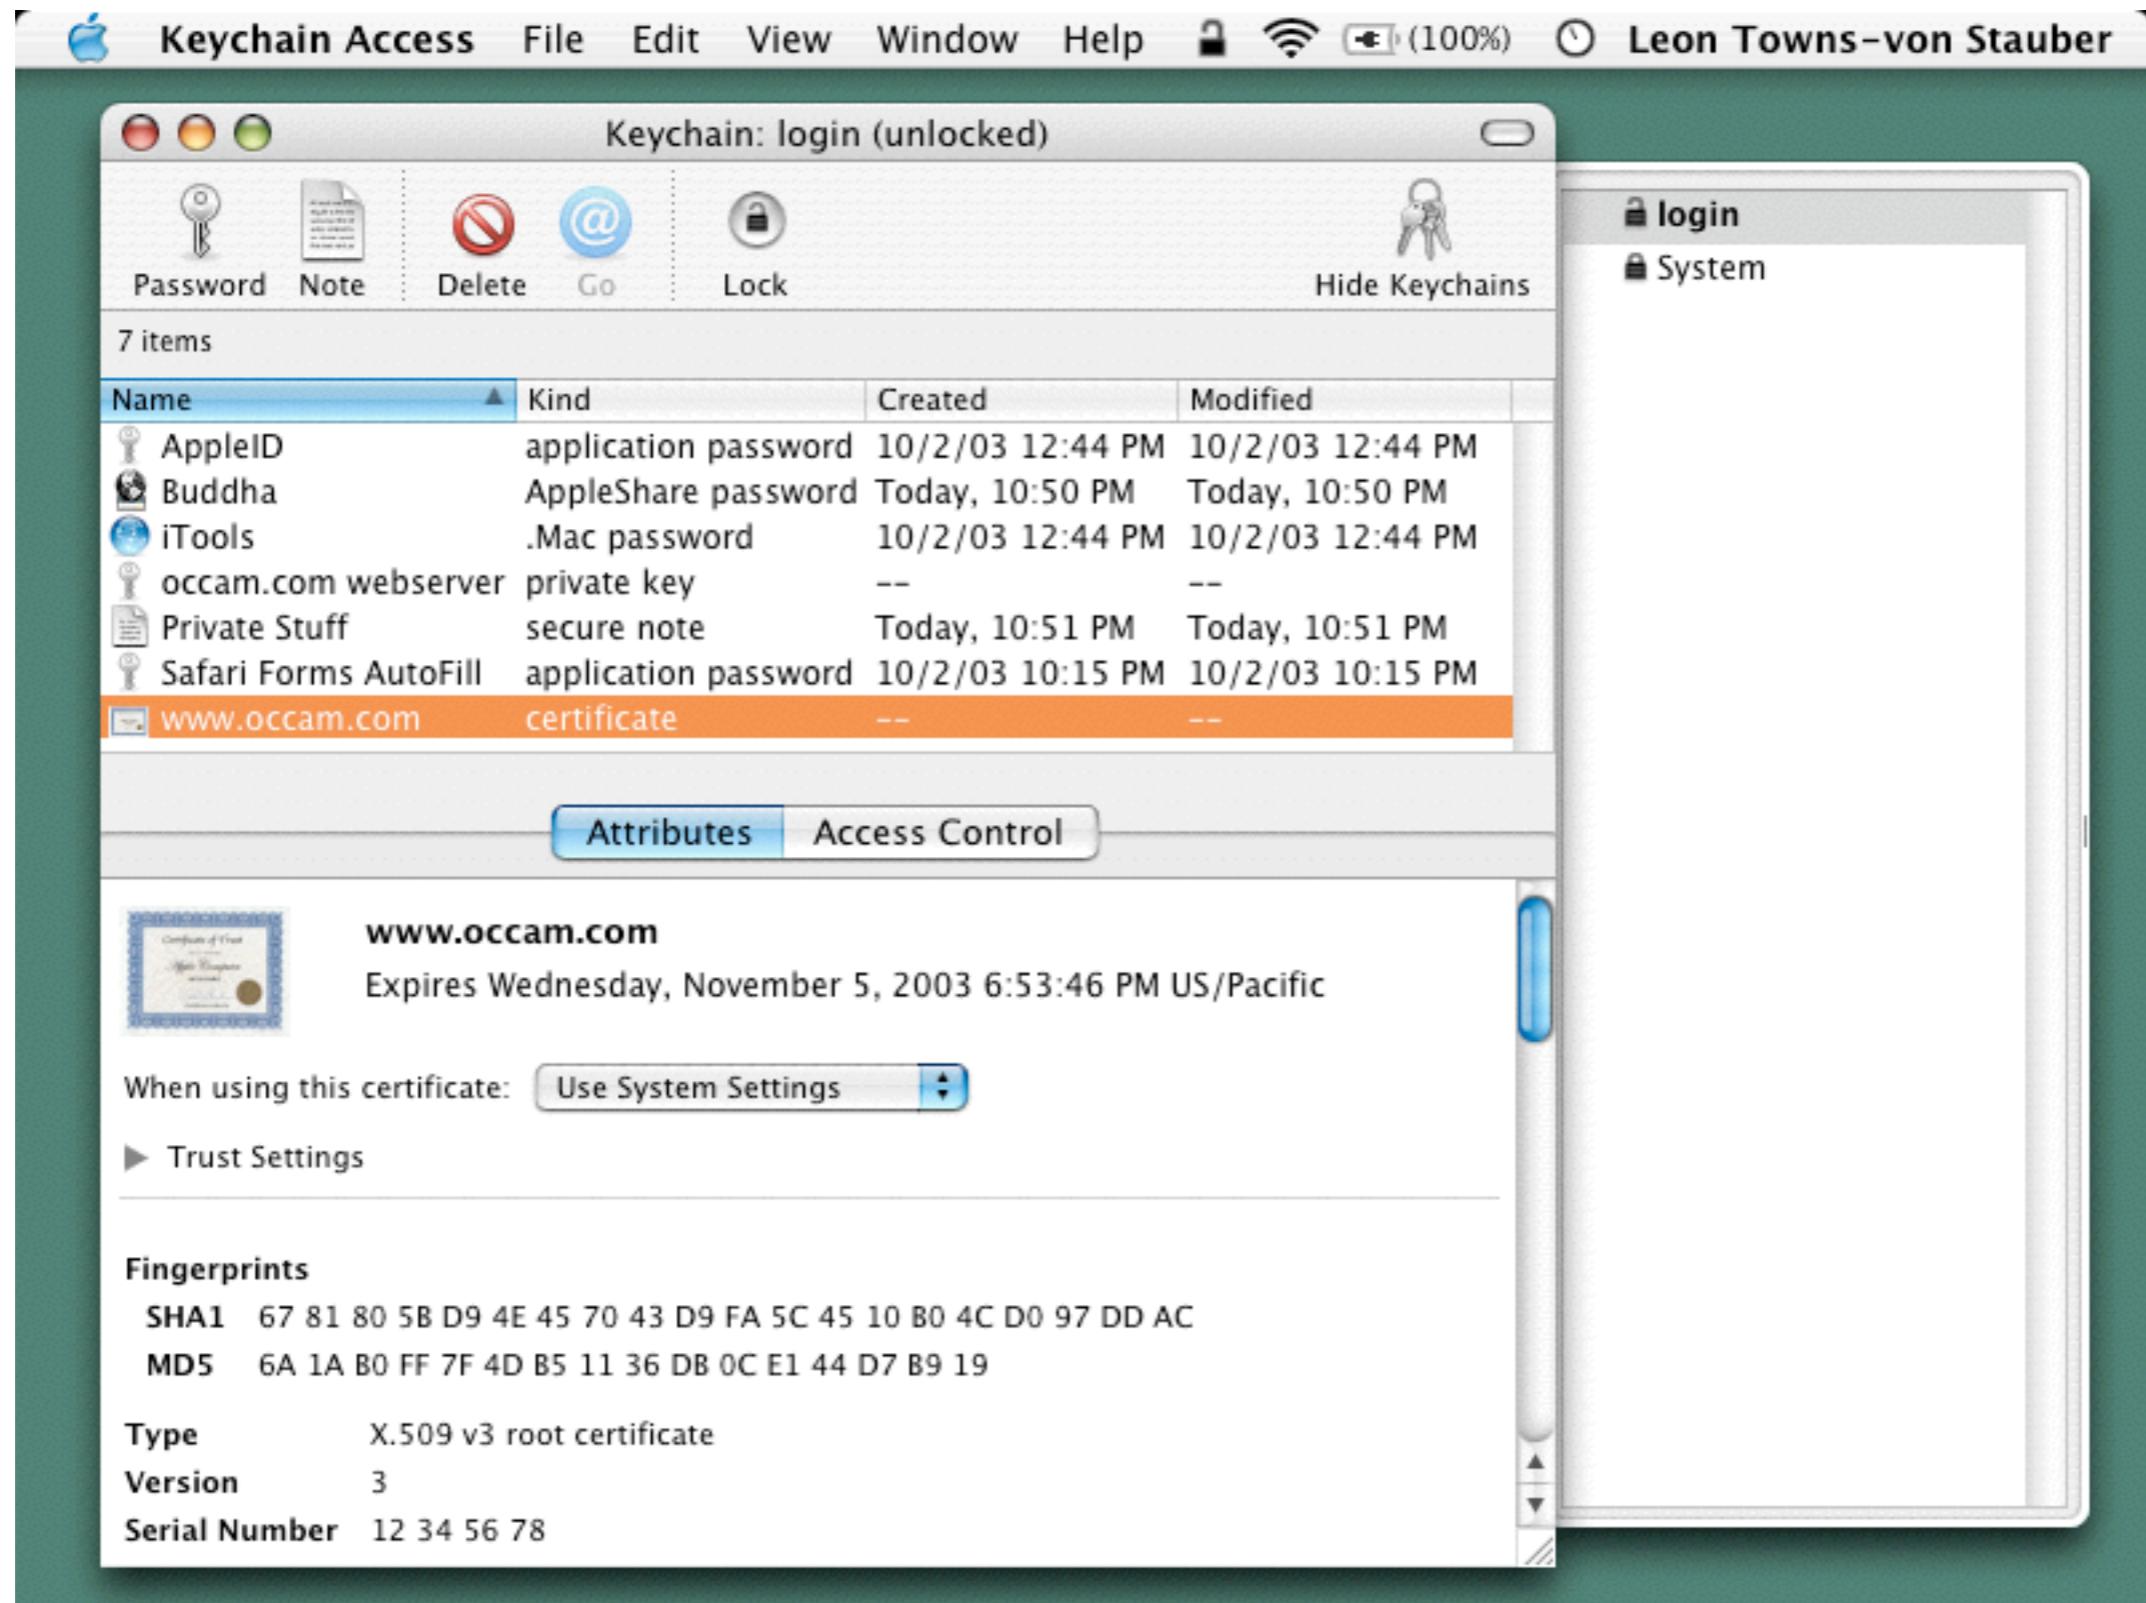 Keychain Access File Edit View Window Help (100%) Leon Towns-von Stauber
Keychain: login (unlocked)
Password Note Delete Go Lock Hide Keychains
login
System
7 items
Name Kind Created Modified
AppleID application password 10/2/03 12:44 PM 10/2/03 12:44 PM
Buddha AppleShare password Today, 10:50 PM Today, 10:50 PM
iTools .Mac password 10/2/03 12:44 PM 10/2/03 12:44 PM
occam.com webserver private key -- --
Private Stuff secure note Today, 10:51 PM Today, 10:51 PM
Safari Forms AutoFill application password 10/2/03 10:15 PM 10/2/03 10:15 PM
www.occam.com certificate -- --
Attributes Access Control
www.occam.com
Expires Wednesday, November 5, 2003 6:53:46 PM US/Pacific
When using this certificate: Use System Settings
Trust Settings
Fingerprints
SHA1 67 81 80 5B D9 4E 45 70 43 D9 FA 5C 45 10 B0 4C D0 97 DD AC
MD5 6A 1A B0 FF 7F 4D B5 11 36 DB 0C E1 44 D7 B9 19
Type X.509 v3 root certificate
Version 3
Serial Number 12 34 56 78